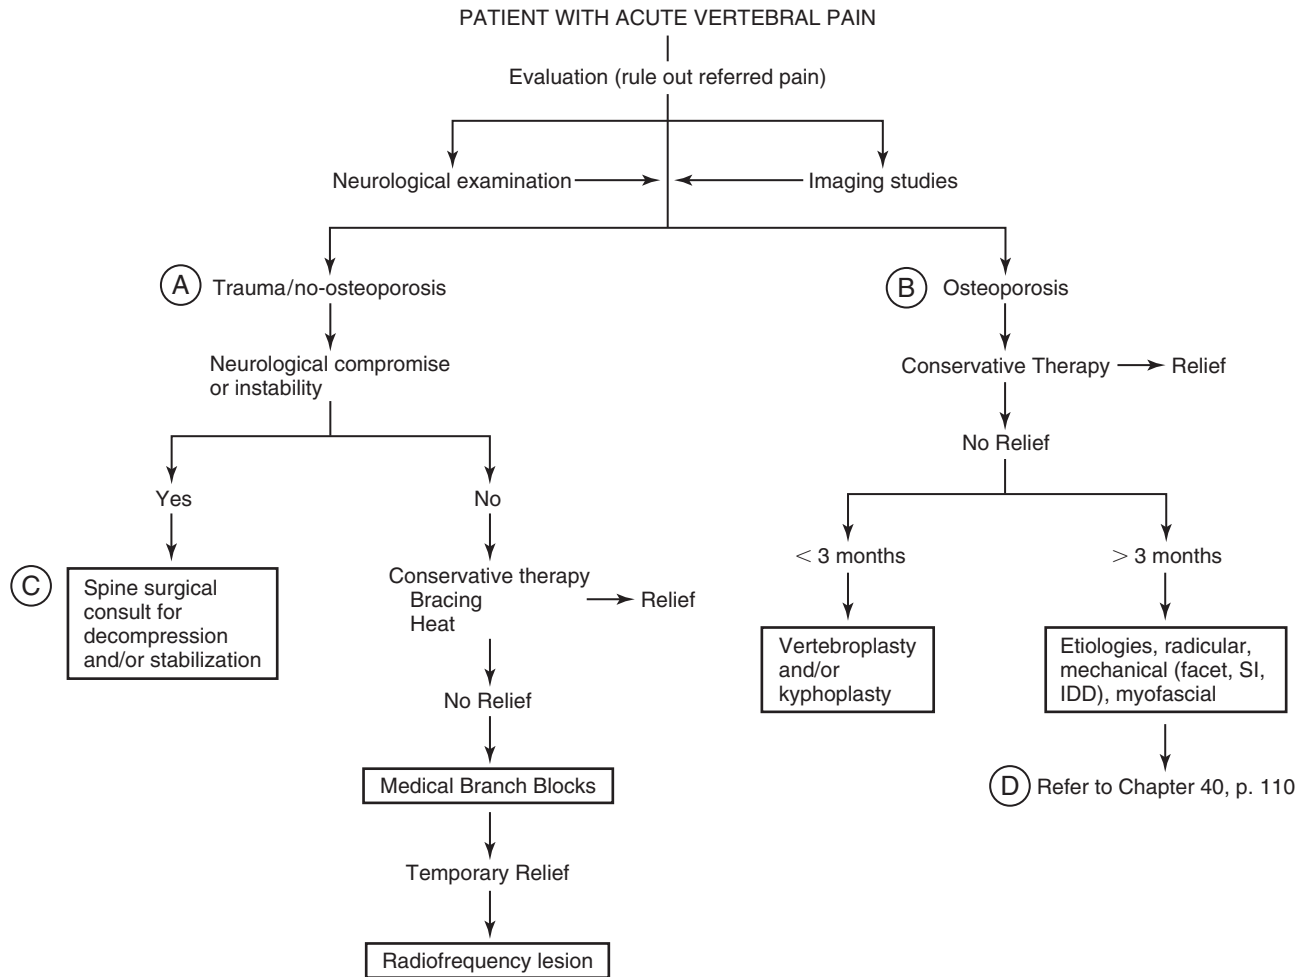 PATIENT WITH ACUTE VERTEBRAL PAIN
Evaluation (rule out referred pain)
Neurological examination
Imaging studies
A
Trauma/no-osteoporosis
B
Osteoporosis
Neurological compromise
or instability
Conservative Therapy
Relief
No Relief
Yes
No
< 3 months
> 3 months
C
Spine surgical
consult for
decompression
and/or stabilization
Conservative therapy
Bracing
Heat
Relief
Vertebroplasty
and/or
kyphoplasty
Etiologies, radicular,
mechanical (facet, SI,
IDD), myofascial
No Relief
Medical Branch Blocks
D
Refer to Chapter 40, p. 110
Temporary Relief
Radiofrequency lesion